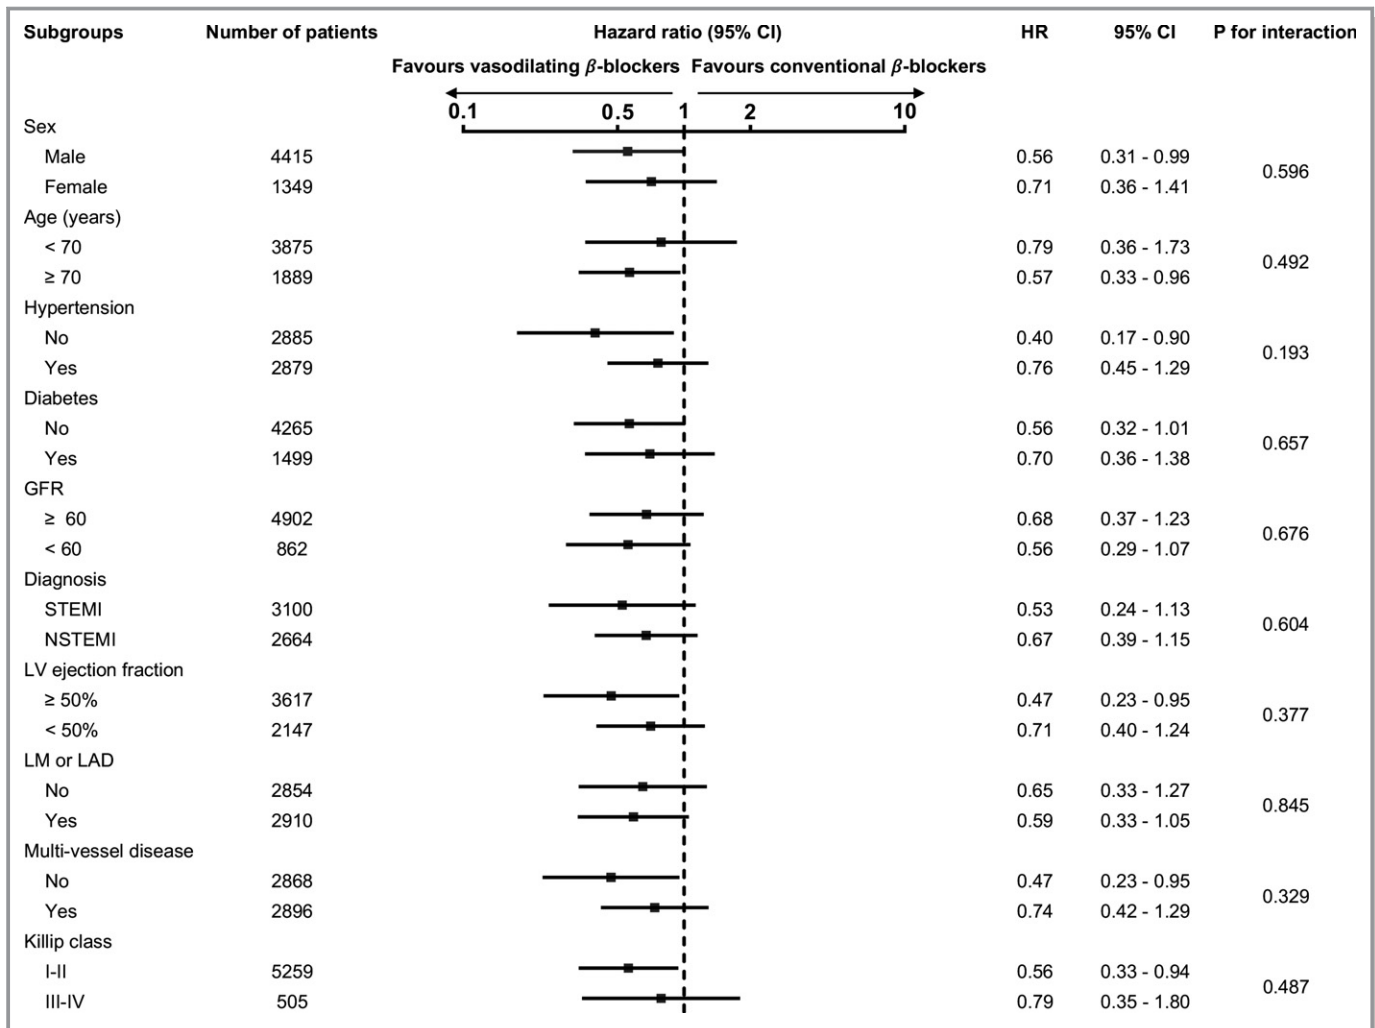 Subgroups Number of patients Hazard ratio (95% CI) HR 95% CI P for interaction
Favours vasodilating β-blockers Favours conventional β-blockers
0.1 0.5 1 2 10
Sex
Male 4415 0.56 0.31 - 0.99
0.596
Female 1349 0.71 0.36 - 1.41
Age (years)
< 70 3875 0.79 0.36 - 1.73
0.492
≥ 70 1889 0.57 0.33 - 0.96
Hypertension
No 2885 0.40 0.17 - 0.90
0.193
Yes 2879 0.76 0.45 - 1.29
Diabetes
No 4265 0.56 0.32 - 1.01
0.657
Yes 1499 0.70 0.36 - 1.38
GFR
≥ 60 4902 0.68 0.37 - 1.23
0.676
< 60 862 0.56 0.29 - 1.07
Diagnosis
STEMI 3100 0.53 0.24 - 1.13
0.604
NSTEMI 2664 0.67 0.39 - 1.15
LV ejection fraction
≥ 50% 3617 0.47 0.23 - 0.95
0.377
< 50% 2147 0.71 0.40 - 1.24
LM or LAD
No 2854 0.65 0.33 - 1.27
0.845
Yes 2910 0.59 0.33 - 1.05
Multi-vessel disease
No 2868 0.47 0.23 - 0.95
0.329
Yes 2896 0.74 0.42 - 1.29
Killip class
I-II 5259 0.56 0.33 - 0.94
0.487
III-IV 505 0.79 0.35 - 1.80